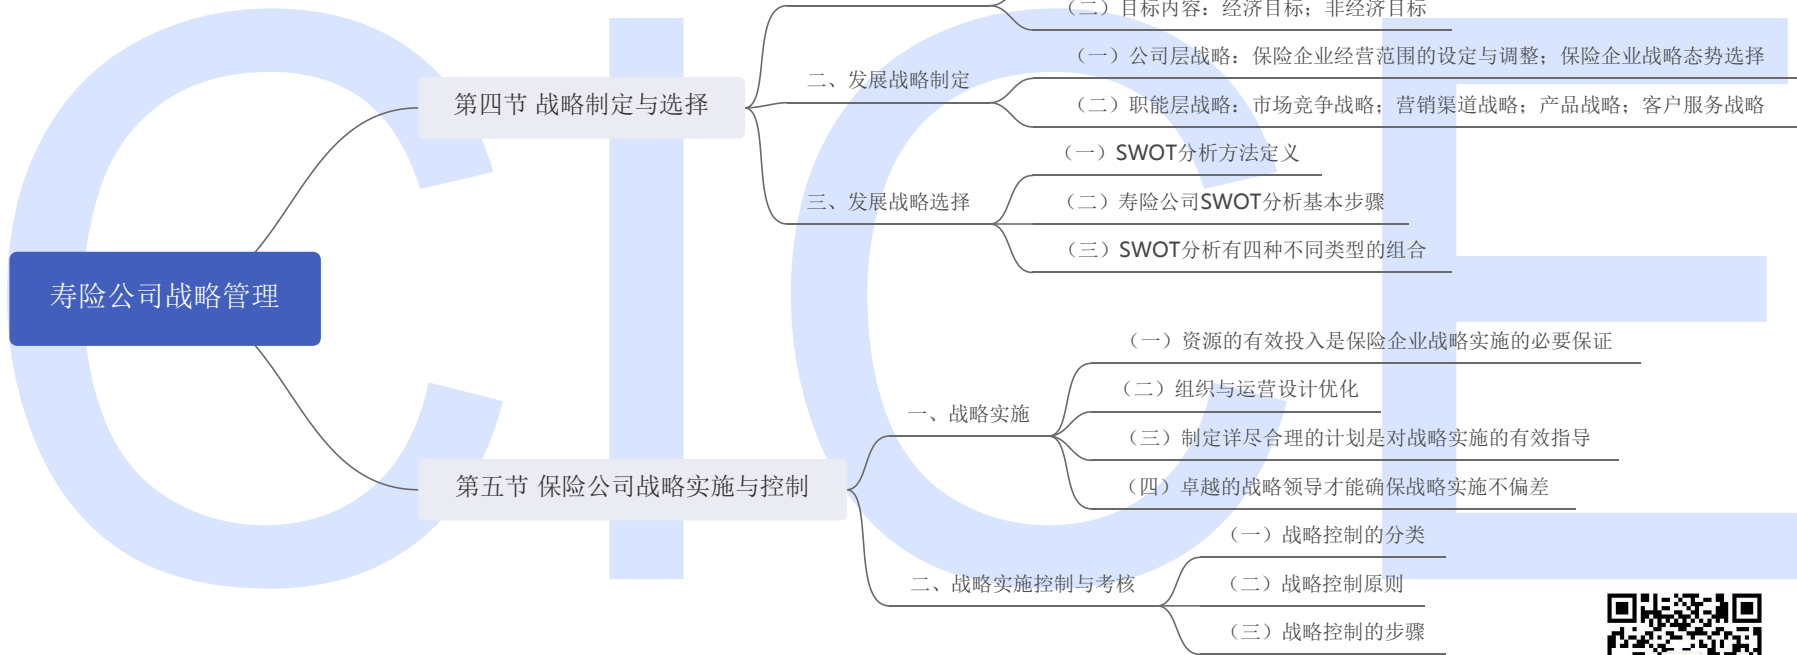 （二）目标内容：经济目标；非经济目标
（一）公司层战略：保险企业经营范围的设定与调整；保险企业战略态势选择
二、发展战略制定
第四节 战略制定与选择
（二）职能层战略：市场竞争战略；营销渠道战略；产品战略；客户服务战略
（一）SWOT分析方法定义
三、发展战略选择
（二）寿险公司SWOT分析基本步骤
（三）SWOT分析有四种不同类型的组合
寿险公司战略管理
（一）资源的有效投入是保险企业战略实施的必要保证
（二）组织与运营设计优化
一、战略实施
（三）制定详尽合理的计划是对战略实施的有效指导
（四）卓越的战略领导才能确保战略实施不偏差
第五节 保险公司战略实施与控制
（一）战略控制的分类
二、战略实施控制与考核
（二）战略控制原则
（三）战略控制的步骤
CICE